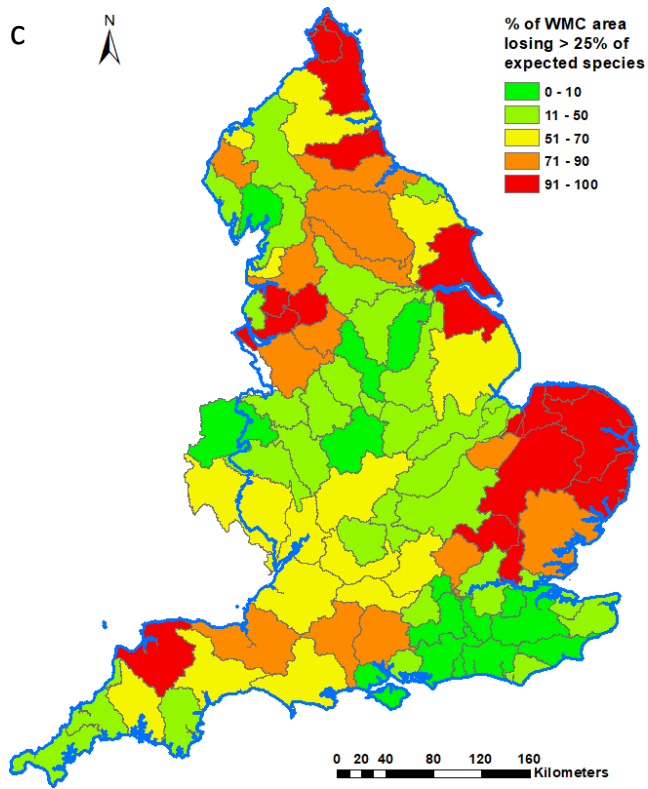 C
N
% of WMC area
losing > 25% of
expected species
0 - 10
11 - 50
51 - 70
71 - 90
91 - 100
0 20 40 80 120 160
Kilometers